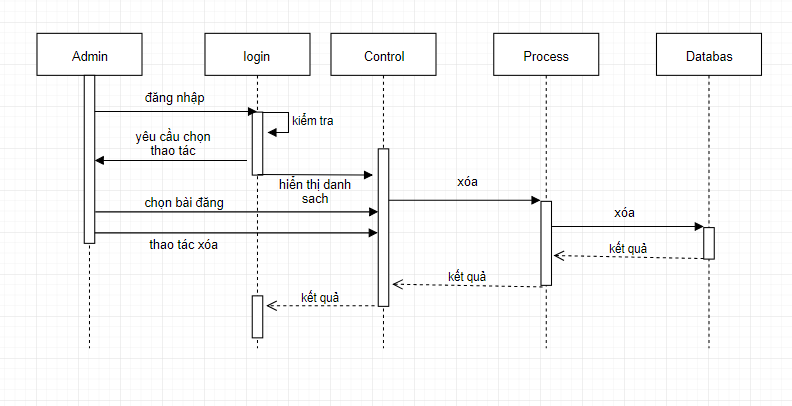 Admin
login
Control
Process
Databas
đăng nhập
kiểm tra
yêu cầu chọn
thao tác
hiển thị danh
sach
xóa
chọn bài đăng
xóa
thao tác xóa
kết quả
kết quả
kết quả